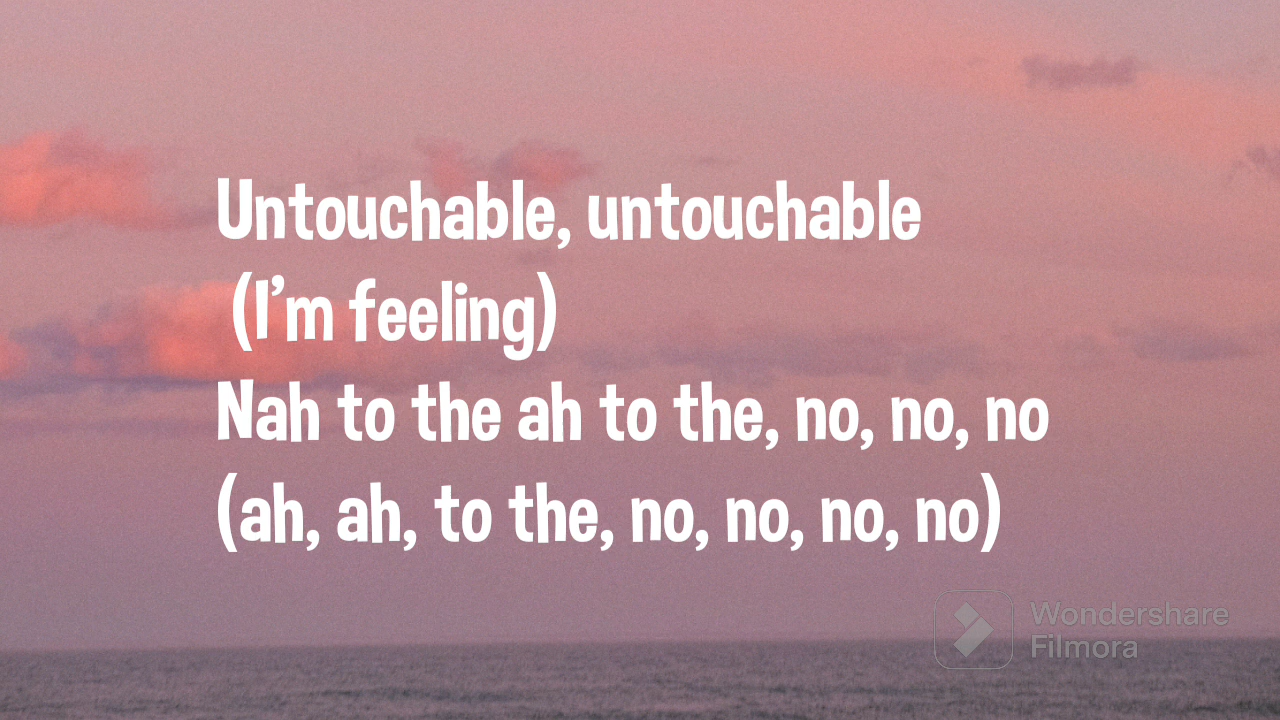 Untouchable, untouchable
(I'm feeling)
Nah to the ah to the, no, no, no
(ah, ah, to the, no, no, no, no)
Wondershare
Filmora